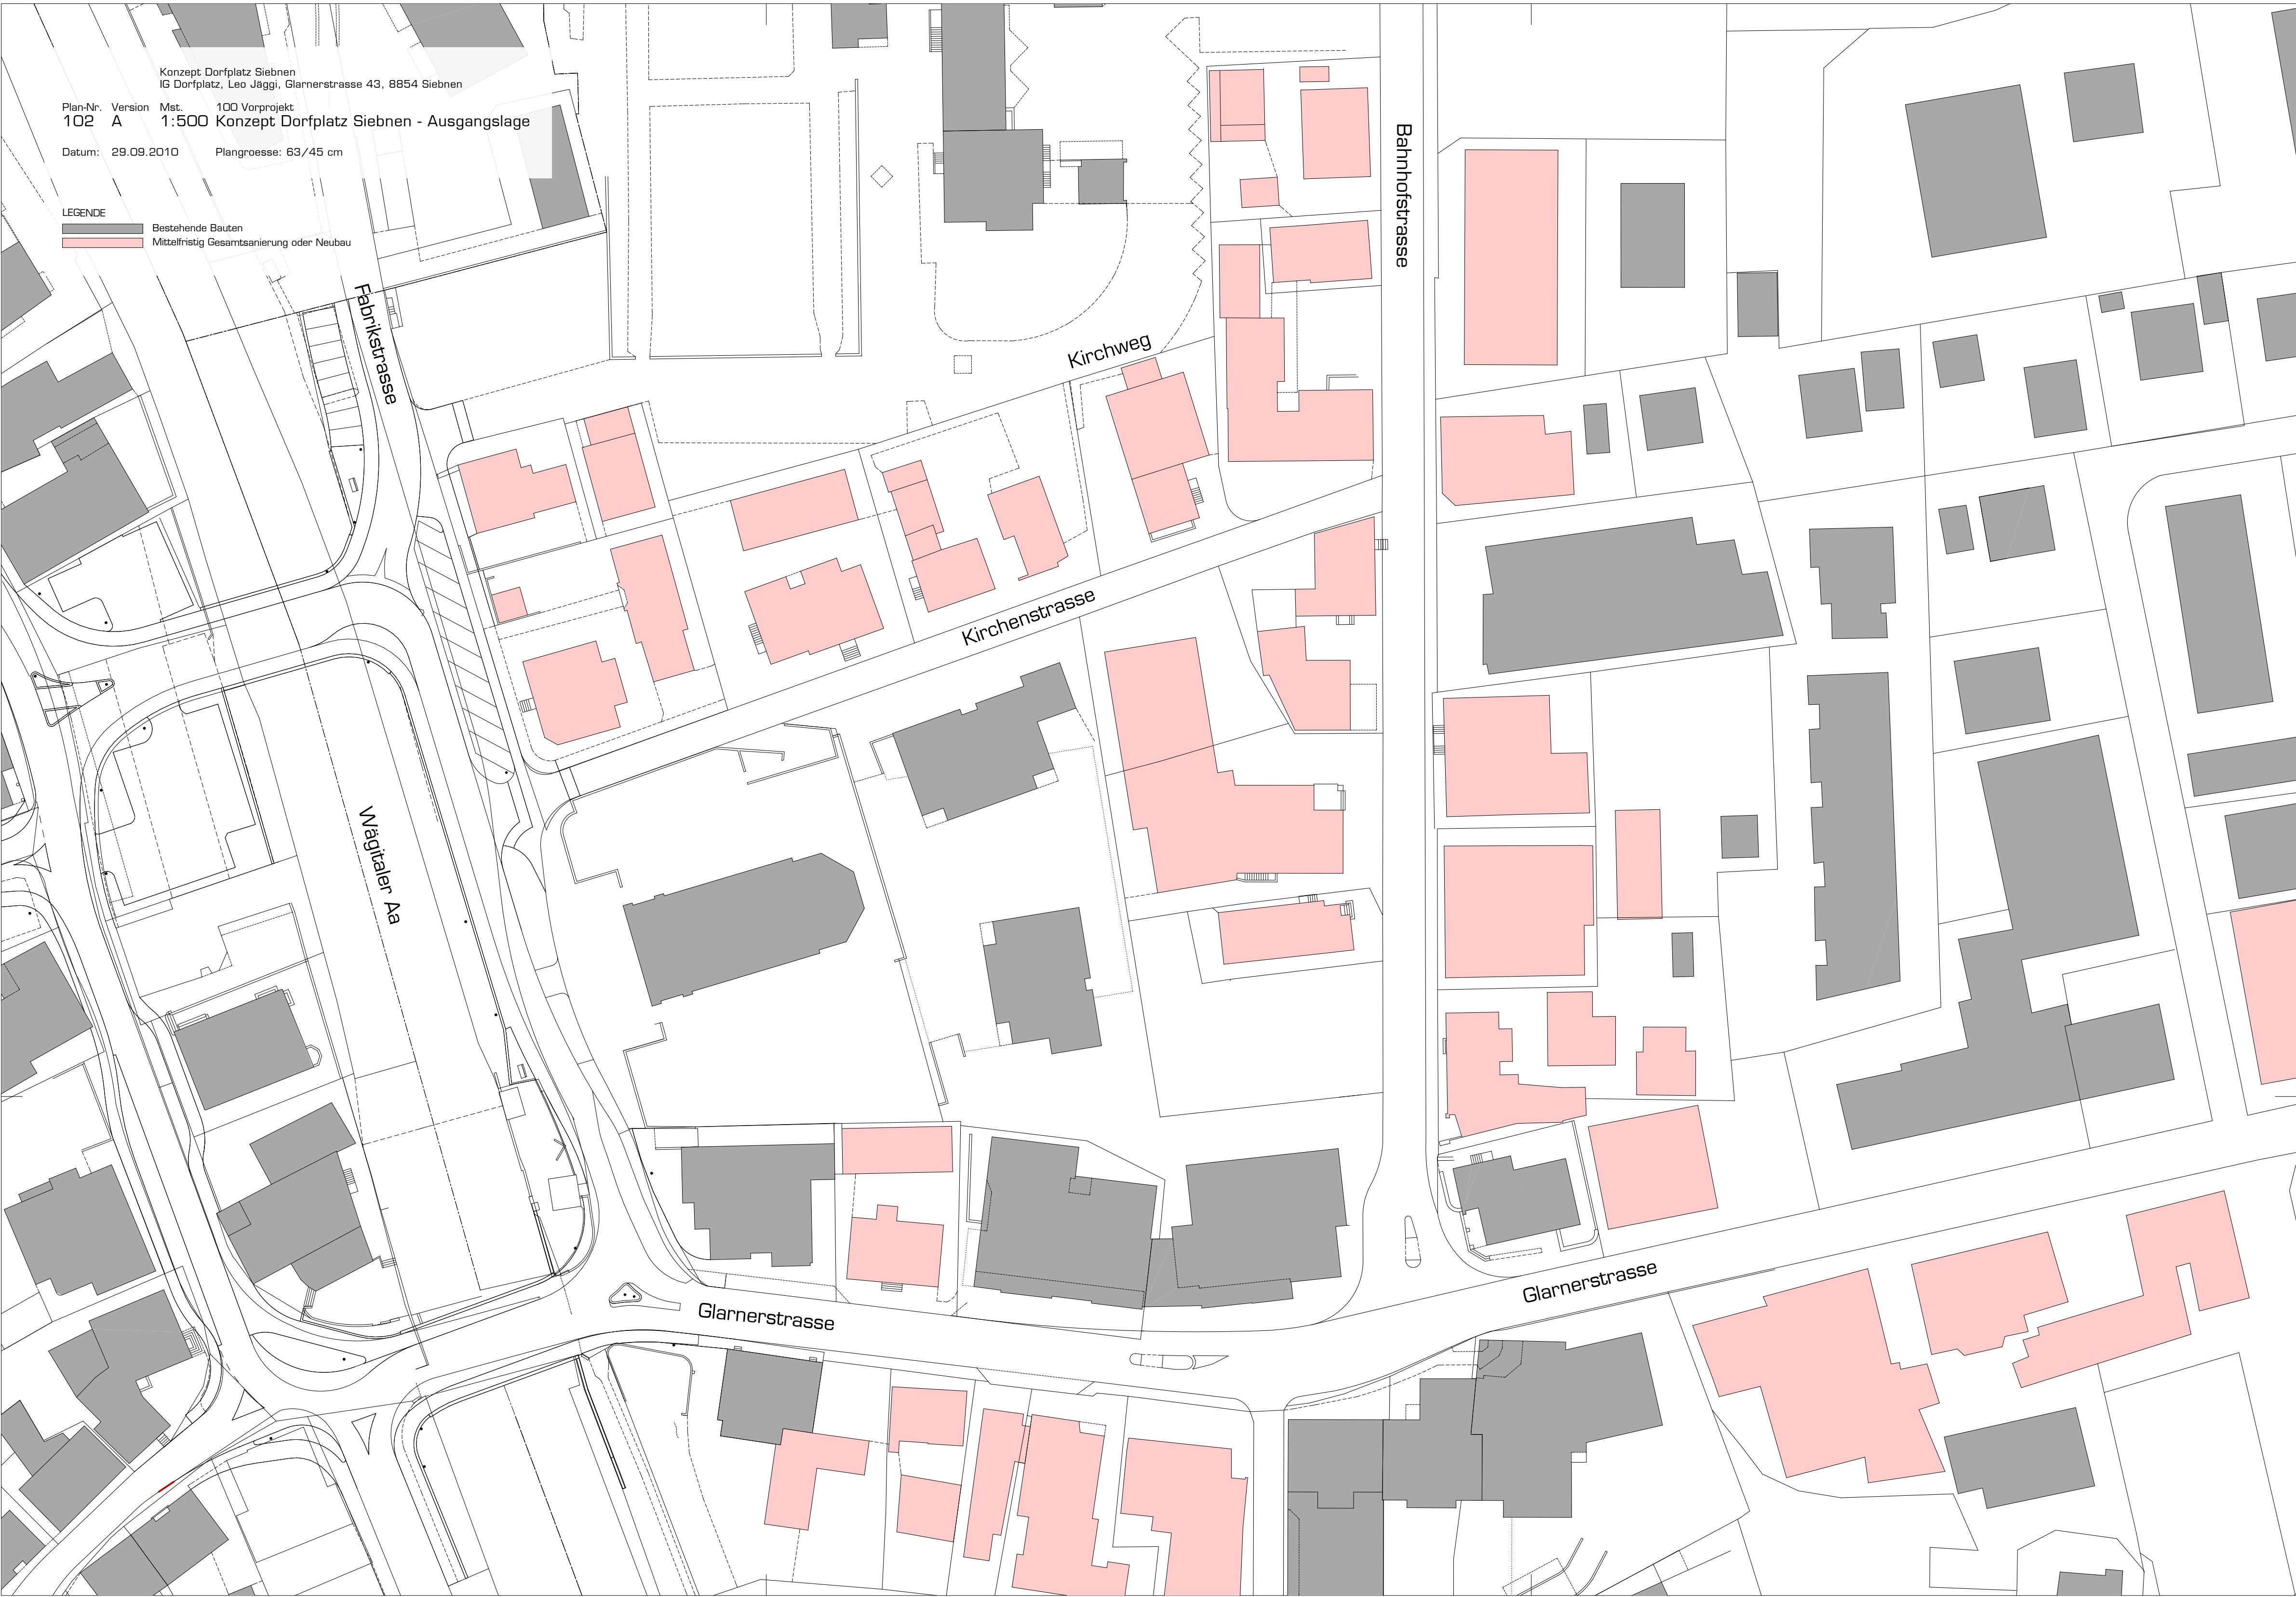 Konzept Dorfplatz Siebnen
IG Dorfplatz, Leo Jäggi, Glarnerstrasse 43, 8854 Siebnen
Plan-Nr. Version Mst. 100 Vorprojekt
102 A 1:500 Konzept Dorfplatz Siebnen - Ausgangslage
Datum: 29.09.2010 Plangroesse: 63/45 cm
LEGENDE
Bestehende Bauten
Mittelfristig Gesamtsanierung oder Neubau
Bahnhofstrasse
Fabrikstrasse
Kirchweg
Kirchenstrasse
Wägitaler Aa
Glarnerstrasse
Glarnerstrasse